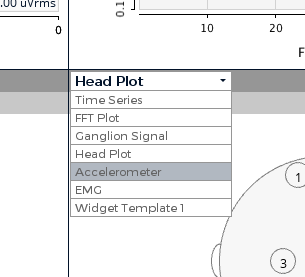 .00 uVrms
0
0.1
10
20
F
Head Plot
Time Series
FFT Plot
Ganglion Signal
Head Plot
Accelerometer
EMG
Widget Template 1
1
3